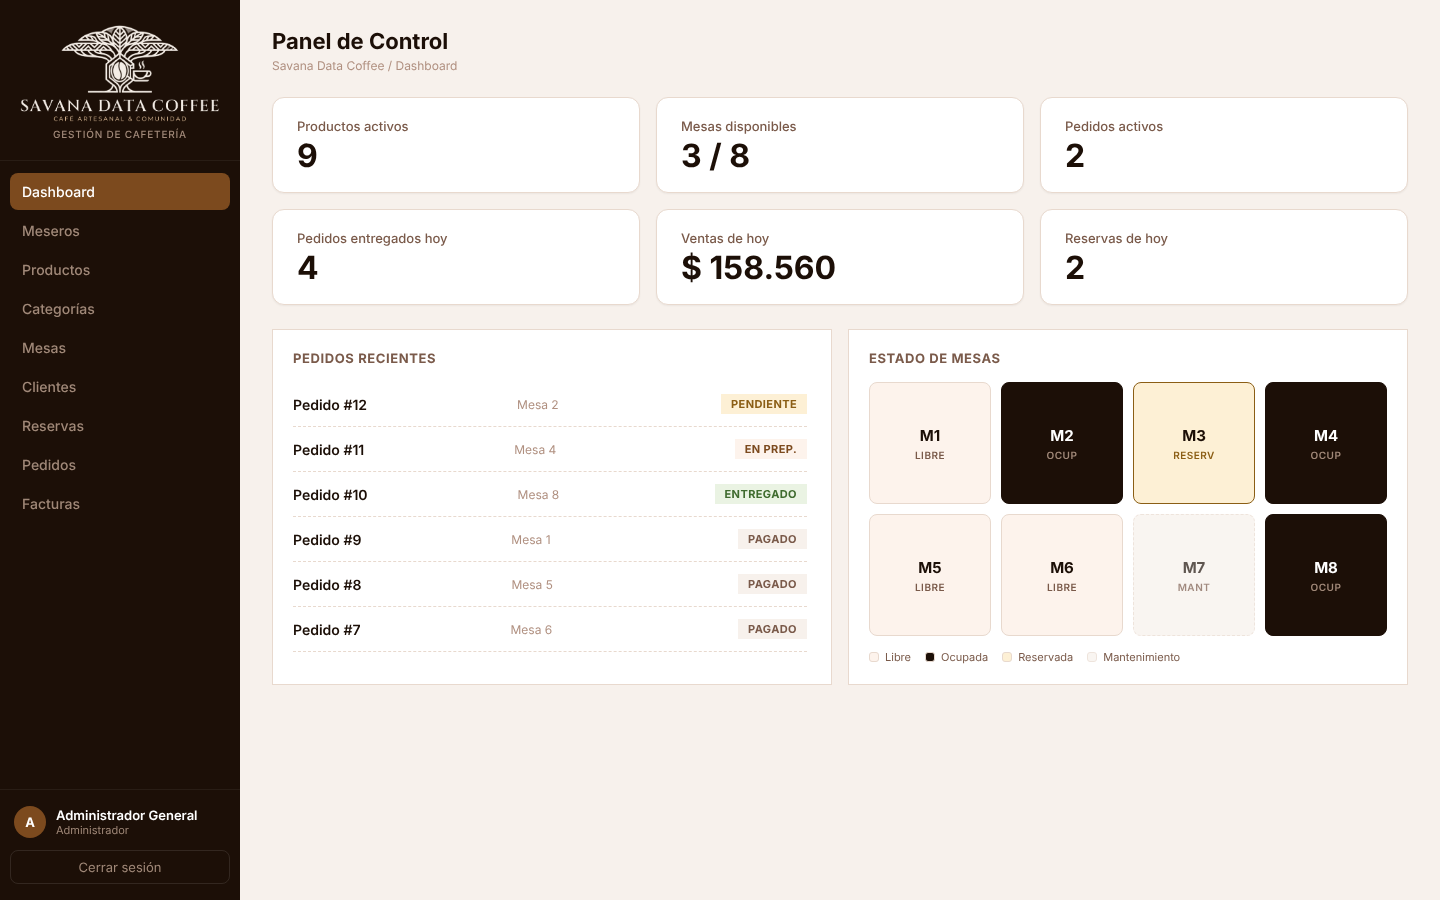 SAVANA DATA COFFEE
CAFÉ ARTESANAL & COMUNIDAD
GESTIÓN DE CAFETERÍA
Dashboard
Meseros
Productos
Categorías
Mesas
Clientes
Reservas
Pedidos
Facturas
A
Administrador General
Administrador
Cerrar sesión
Panel de Control
Savana Data Coffee / Dashboard
Productos activos
9
Mesas disponibles
3 / 8
Pedidos activos
2
Pedidos entregados hoy
4
Ventas de hoy
$ 158.560
Reservas de hoy
2
PEDIDOS RECIENTES
Pedido #12 Mesa 2 PENDIENTE
Pedido #11 Mesa 4 EN PREP.
Pedido #10 Mesa 8 ENTREGADO
Pedido #9 Mesa 1 PAGADO
Pedido #8 Mesa 5 PAGADO
Pedido #7 Mesa 6 PAGADO
ESTADO DE MESAS
M1
LIBRE
M2
OCUP
M3
RESERV
M4
OCUP
M5
LIBRE
M6
LIBRE
M7
MANT
M8
OCUP
Libre Ocupada Reservada Mantenimiento